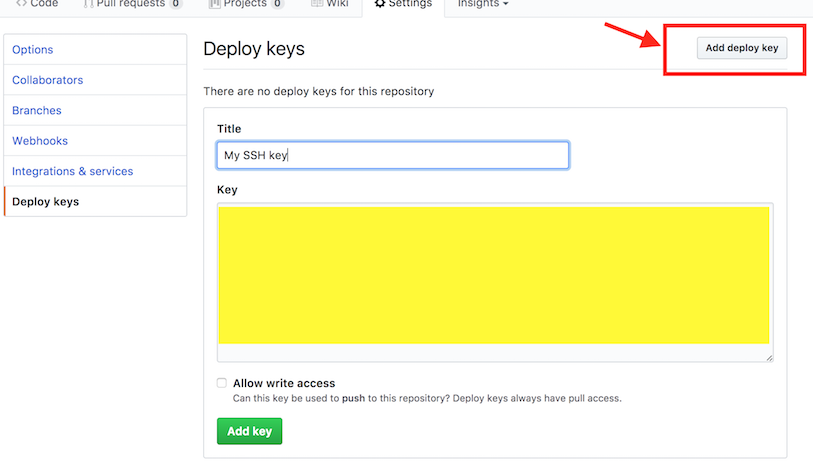 Code Pull requests 0 Projects 0 Wiki Settings Insights
Options
Collaborators
Branches
Webhooks
Integrations & services
Deploy keys
Deploy keys
Add deploy key
There are no deploy keys for this repository
Title
My SSH key
Key
Allow write access
Can this key be used to push to this repository? Deploy keys always have pull access.
Add key